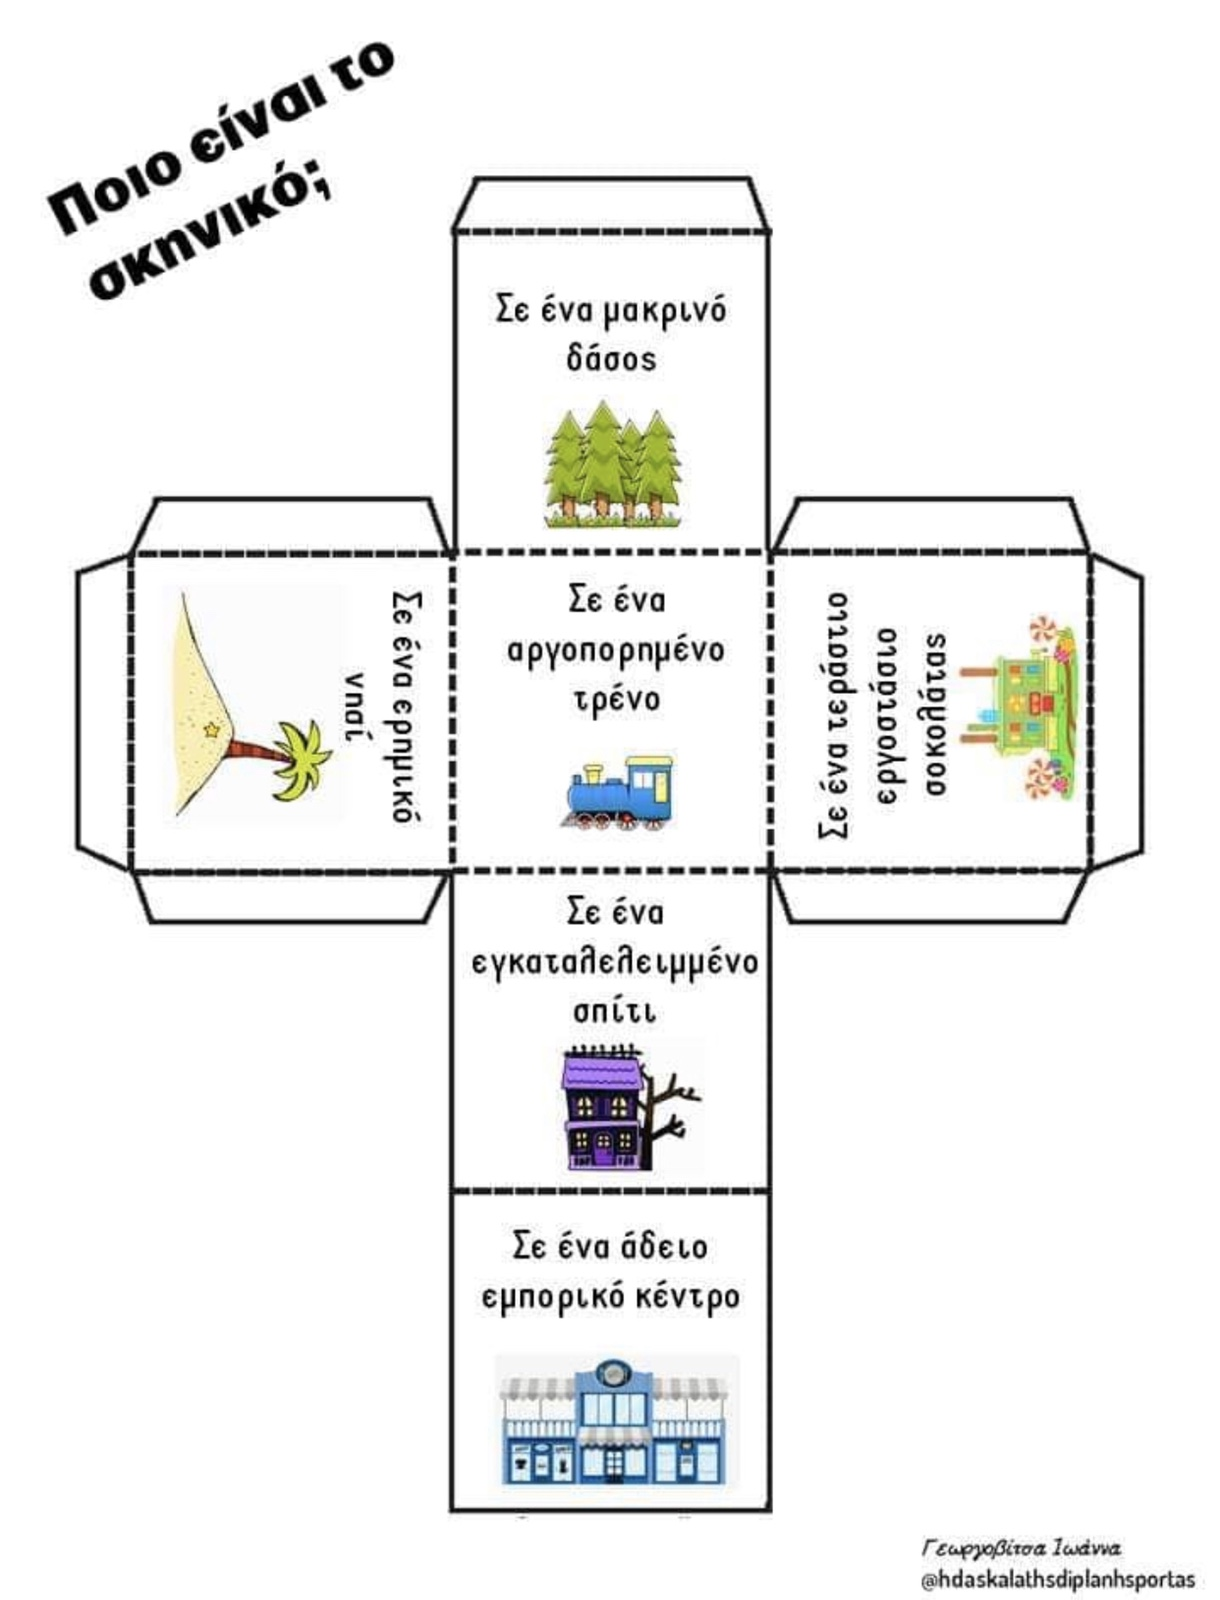 Ποιο είναι το
σκηνικό;
Σε ένα μακρινό
δάσος
Σε ένα ερημικό
νησί
Σε ένα
αργοπορημένο
τρένο
Σε ένα τεράστιο
εργοστάσιο
σοκολάτας
Σε ένα
εγκαταλελειμμένο
σπίτι
Σε ένα άδειο
εμπορικό κέντρο
Γεωργοβίτσα Ιωάννα
@hdaskalathsdiplanhsportas